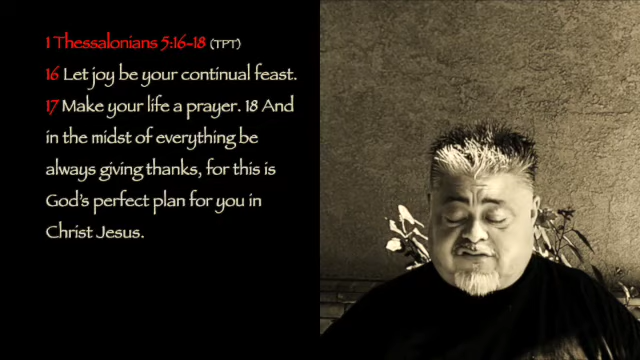 1 Thessalonians 5:16-18 (TPT)
16 Let joy be your continual feast.
17 Make your life a prayer. 18 And
in the midst of everything be
always giving thanks, for this is
God's perfect plan for you in
Christ Jesus.